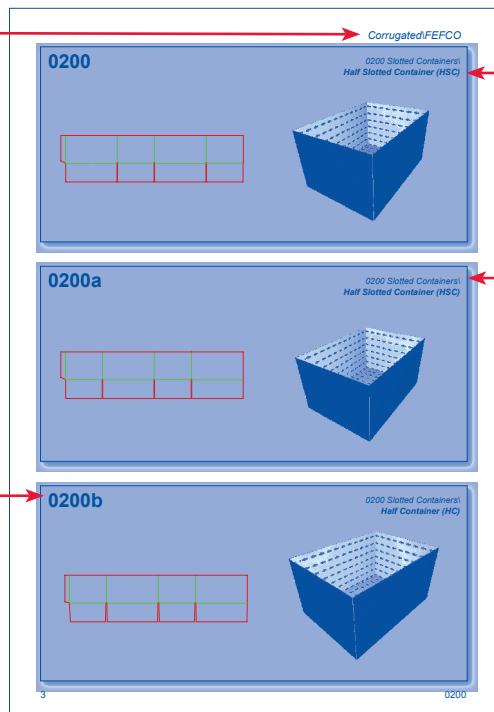 Corrugated\FEFCO
0200
0200 Slotted Containers\
Half Slotted Container (HSC)
0200a
0200 Slotted Containers\
Half Slotted Container (HSC)
0200b
0200 Slotted Containers\
Half Container (HC)
3
0200